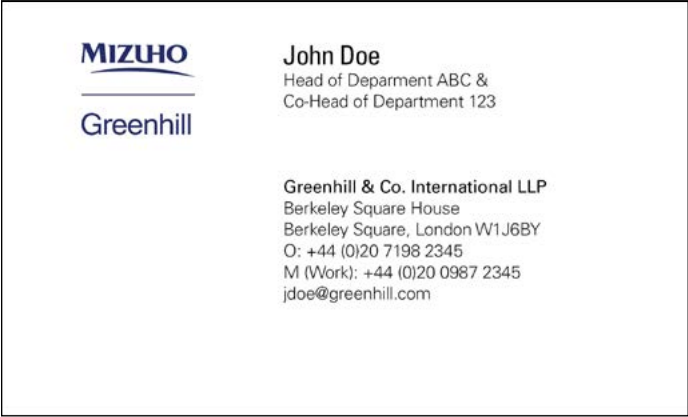 MIZUHO
Greenhill
John Doe
Head of Deparment ABC &
Co-Head of Department 123
Greenhill & Co. International LLP
Berkeley Square House
Berkeley Square, London W1J6BY
O: +44 (0)20 7198 2345
M (Work): +44 (0)20 0987 2345
jdoe@greenhill.com